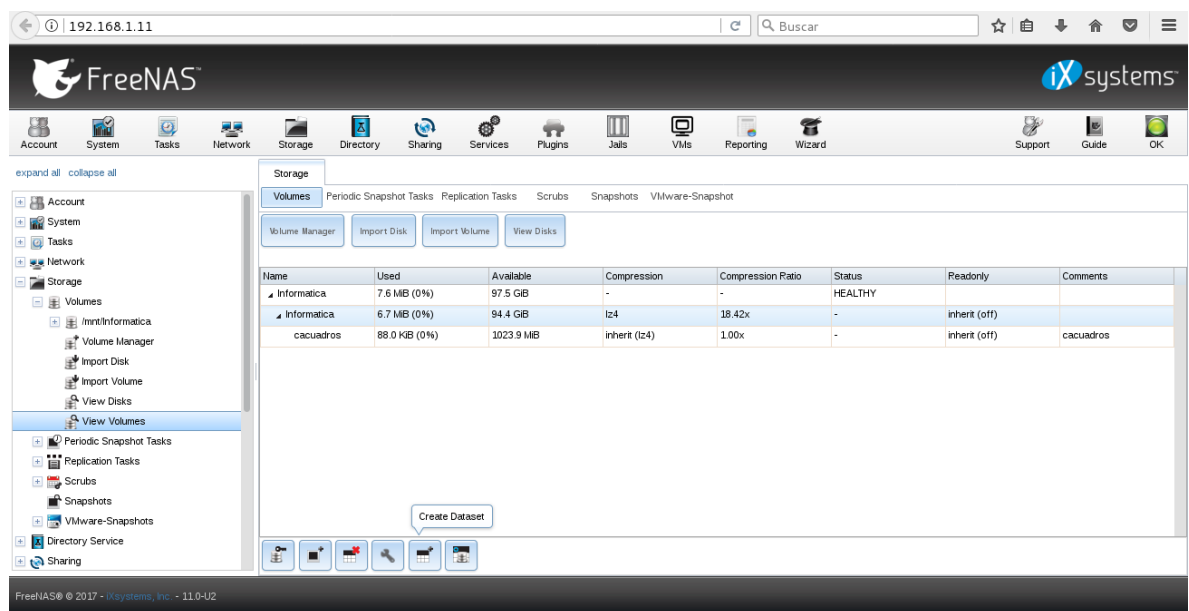 192.168.1.11
Buscar
FreeNAS™
iXsystems™
Account System Tasks Network Storage Directory Sharing Services Plugins Jails VMs Reporting Wizard Support Guide OK
expand all collapse all
Account
System
Tasks
Network
Storage
Volumes
/mnt/Informatica
Volume Manager
Import Disk
Import Volume
View Disks
View Volumes
Periodic Snapshot Tasks
Replication Tasks
Scrubs
Snapshots
VMware-Snapshots
Directory Service
Sharing
Storage
Volumes Periodic Snapshot Tasks Replication Tasks Scrubs Snapshots VMware-Snapshot
Volume Manager Import Disk Import Volume View Disks
Name Used Available Compression Compression Ratio Status Readonly Comments
Informatica 7.6 MiB (0%) 97.5 GiB - - HEALTHY
Informatica 6.7 MiB (0%) 94.4 GiB lz4 18.42x - inherit (off)
cacuadros 88.0 KiB (0%) 1023.9 MiB inherit (lz4) 1.00x - inherit (off) cacuadros
Create Dataset
FreeNAS® © 2017 - iXsystems, Inc. - 11.0-U2